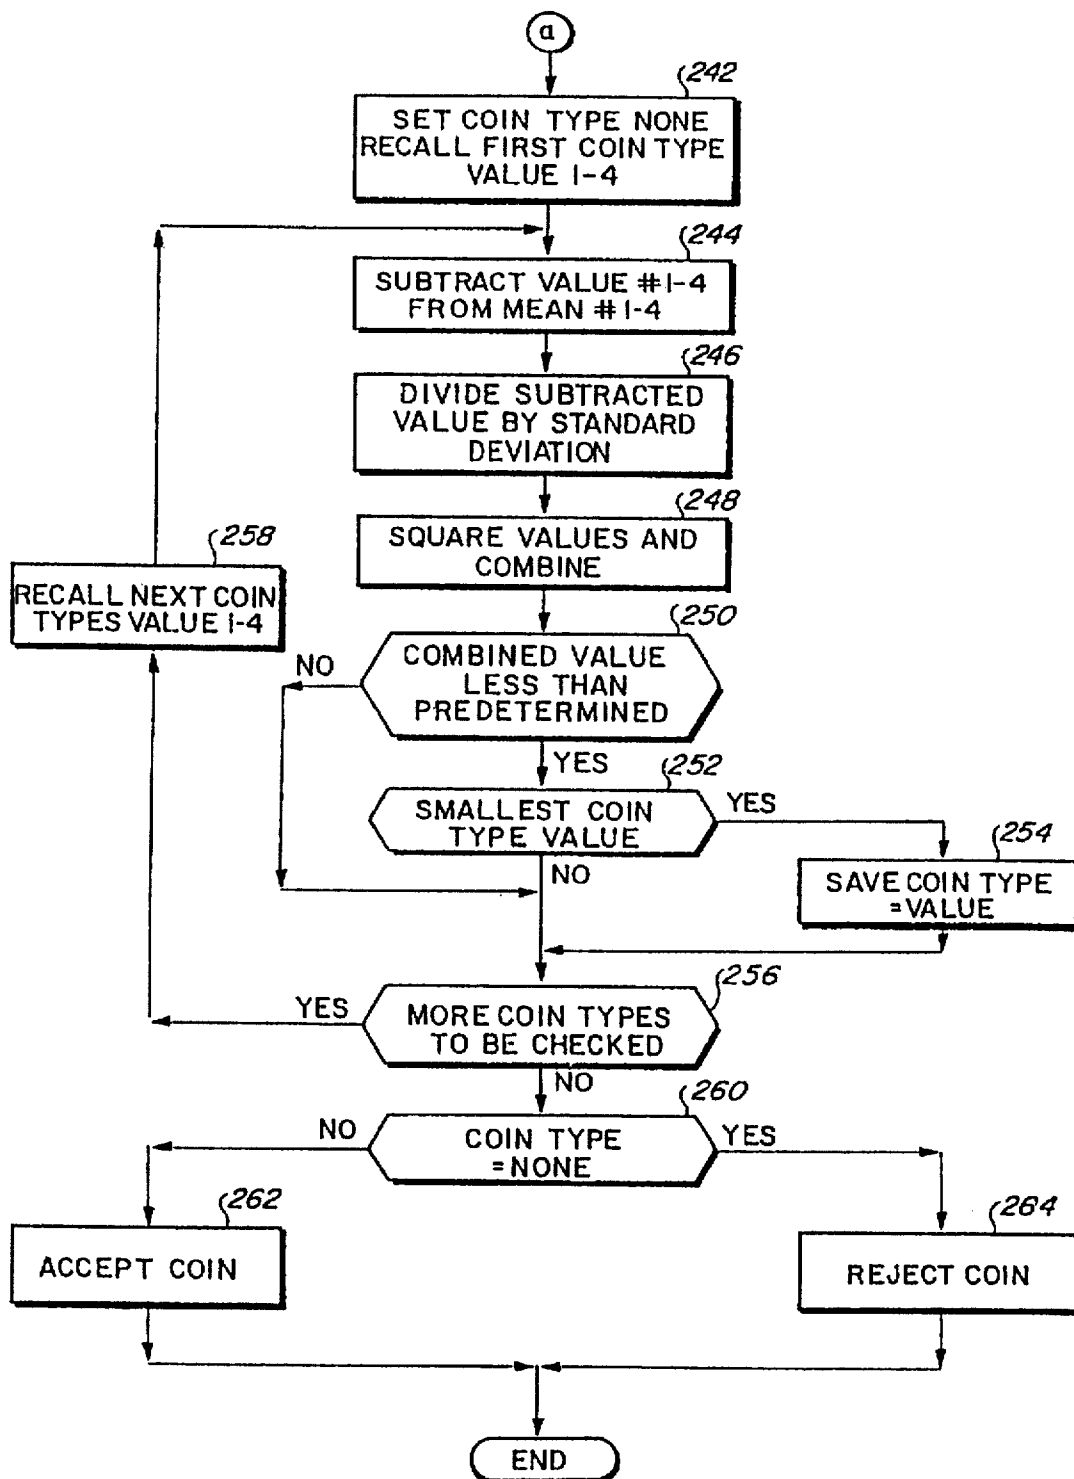 a
242
SET COIN TYPE NONE
RECALL FIRST COIN TYPE
VALUE 1-4
244
SUBTRACT VALUE #1-4
FROM MEAN #1-4
246
DIVIDE SUBTRACTED
VALUE BY STANDARD
DEVIATION
248
SQUARE VALUES AND
COMBINE
258
RECALL NEXT COIN
TYPES VALUE 1-4
250
COMBINED VALUE
LESS THAN
PREDETERMINED
NO
YES
252
SMALLEST COIN
TYPE VALUE
YES
NO
254
SAVE COIN TYPE
=VALUE
256
MORE COIN TYPES
TO BE CHECKED
YES
NO
260
COIN TYPE
=NONE
NO
YES
262
ACCEPT COIN
264
REJECT COIN
END